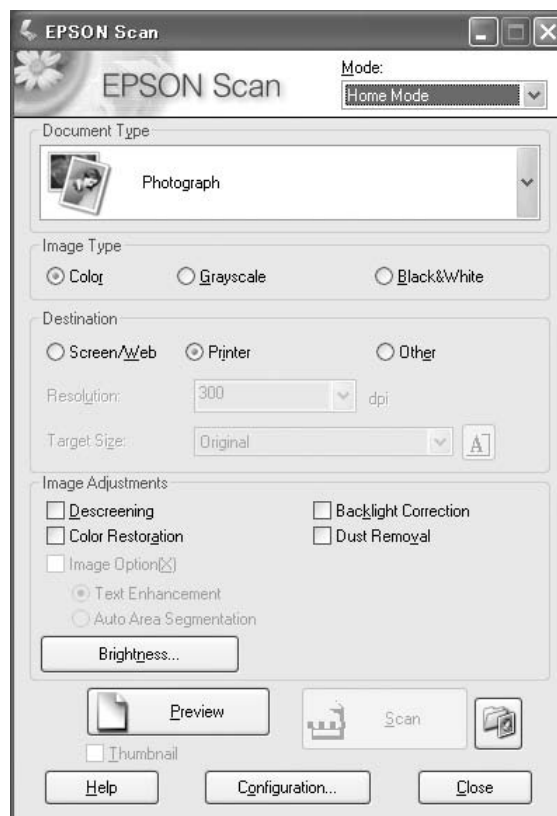 EPSON Scan
EPSON Scan
Mode:
Home Mode
Document Type
Photograph
Image Type
Color Grayscale Black&White
Destination
Screen/Web Printer Other
Resolution: 300 dpi
Target Size: Original A
Image Adjustments
Descreening Backlight Correction
Color Restoration Dust Removal
Image Option(X)
Text Enhancement
Auto Area Segmentation
Brightness...
Preview Scan
Thumbnail
Help Configuration... Close